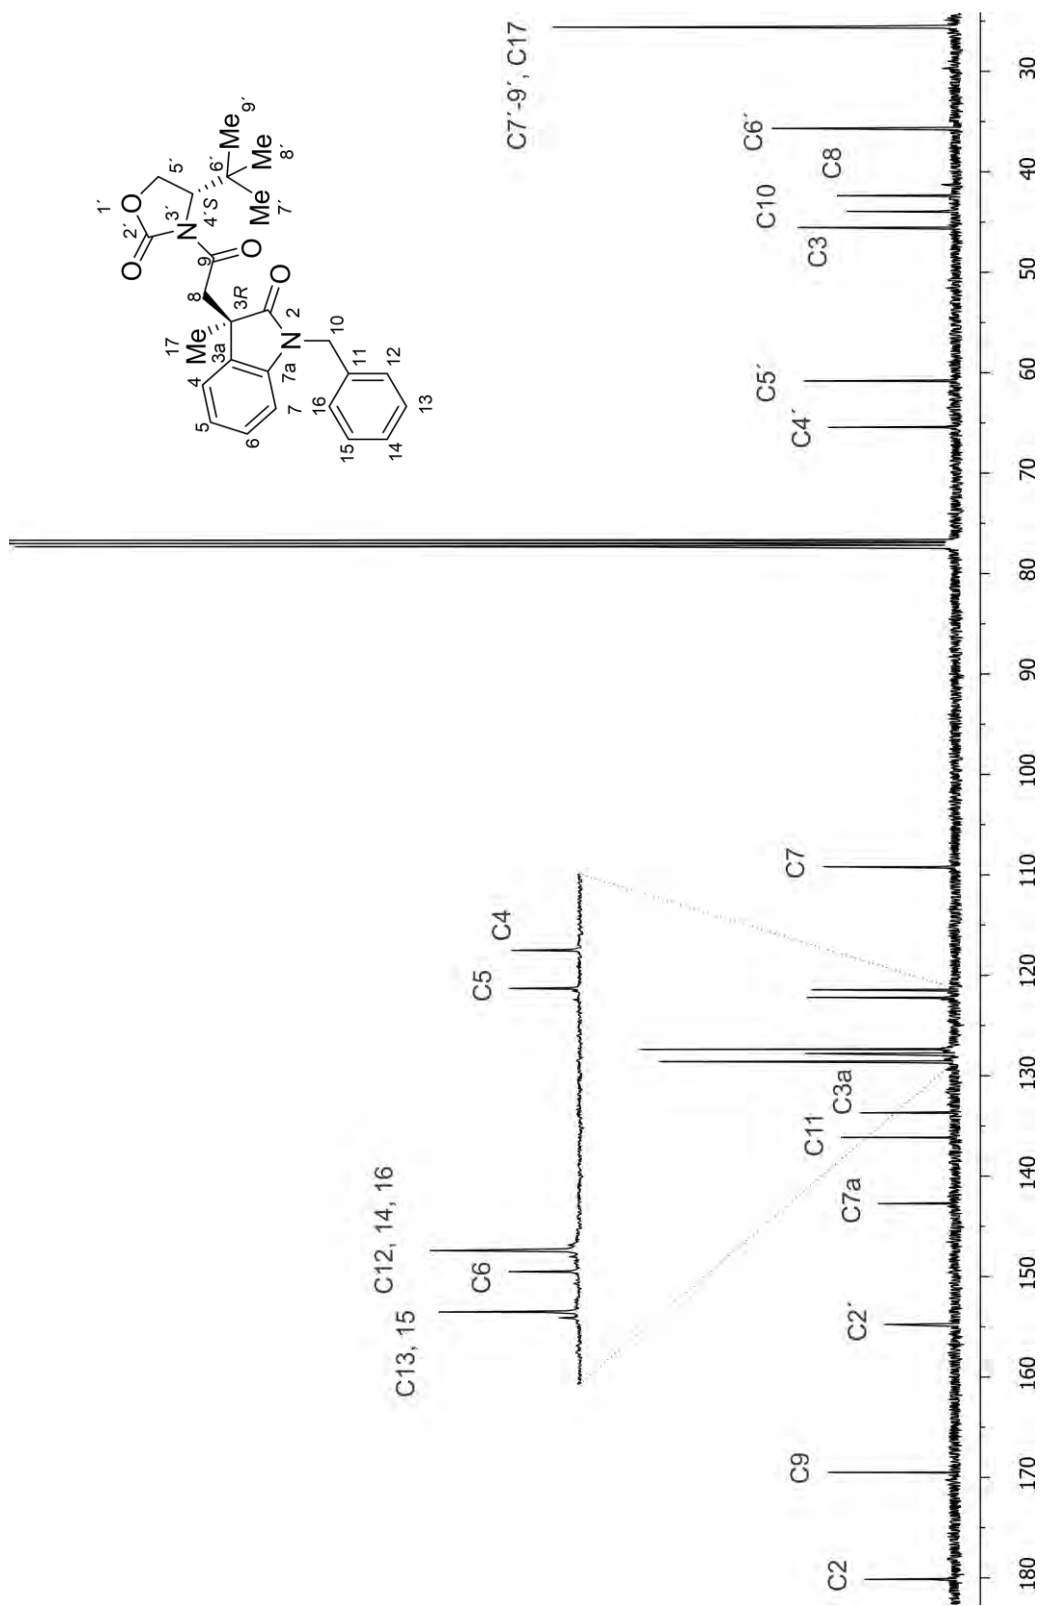 C2
C9
C2´
C7a
C11
C3a
C13, 15
C6
C12, 14, 16
C5
C4
C7
C4´
C5´
C3
C10
C8
C6´
C7´-9´, C17
180
170
160
150
140
130
120
110
100
90
80
70
60
50
40
30
1´
O
5´
2´
O
3´
N
4´
S
6´
Me
9´
Me
8´
Me
7´
9
O
8
17
Me
3R
O
2
N
3a
4
5
6
7
7a
10
11
12
13
14
15
16